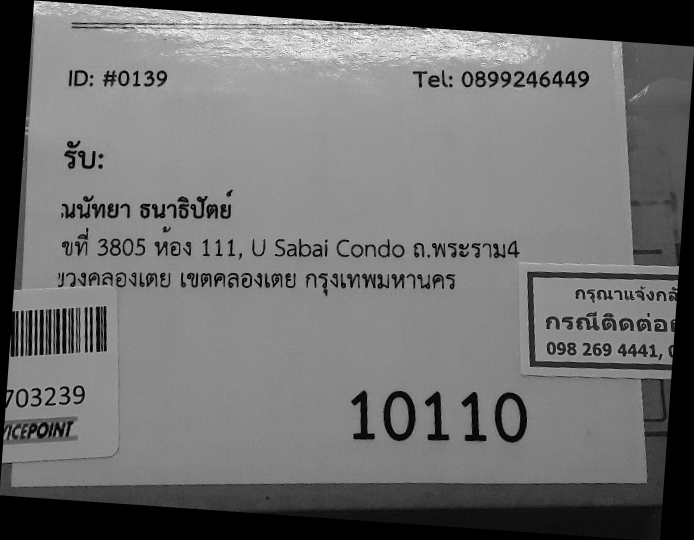 ID: #0139 Tel: 0899246449
รับ:
ณนัทยา ธนาธิปัตย์
ขที่ 3805 ห้อง 111, U Sabai Condo ถ.พระราม4
ขวงคลองเตย เขตคลองเตย กรุงเทพมหานคร
กรุณาแจ้งกลั
กรณีติดต่อ
098 269 4441,
703239
VICEPOINT
10110